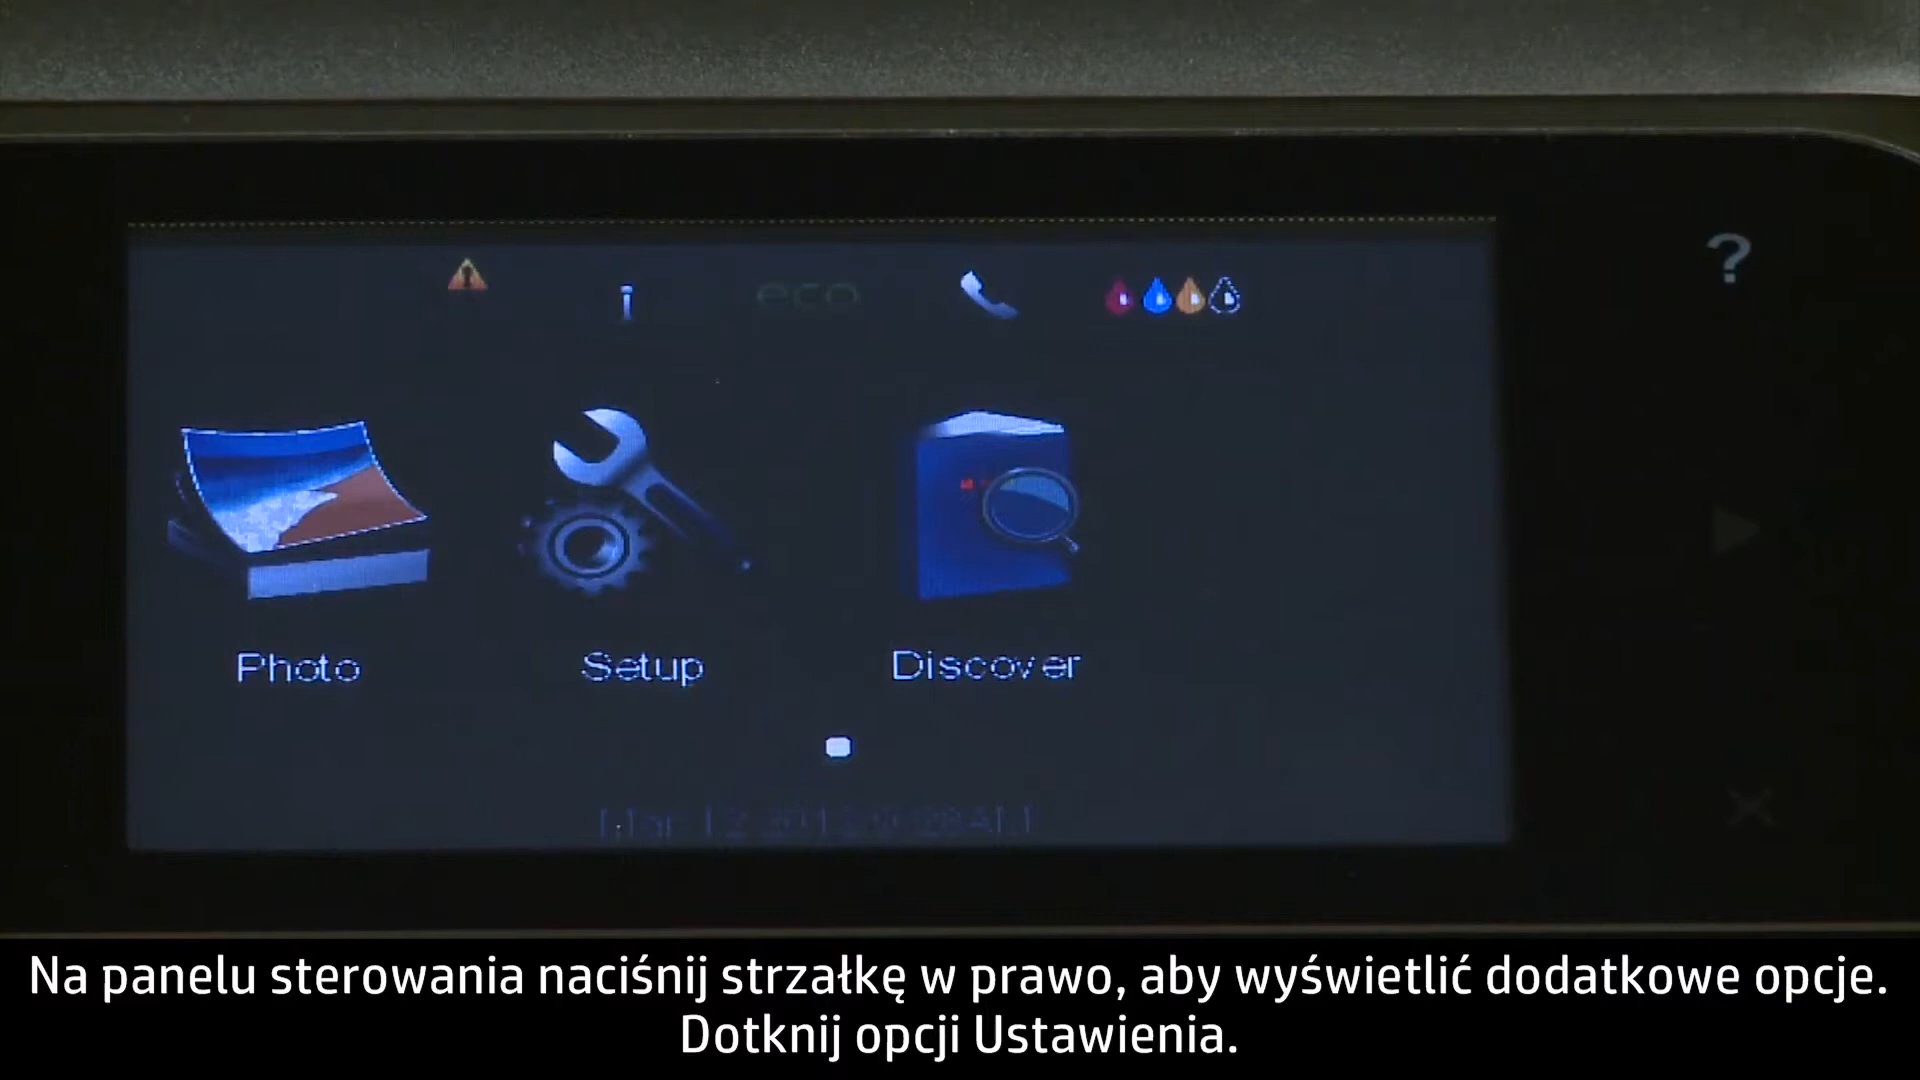 ?
eco
Photo Setup Discover
Na panelu sterowania naciśnij strzałkę w prawo, aby wyświetlić dodatkowe opcje.
Dotknij opcji Ustawienia.